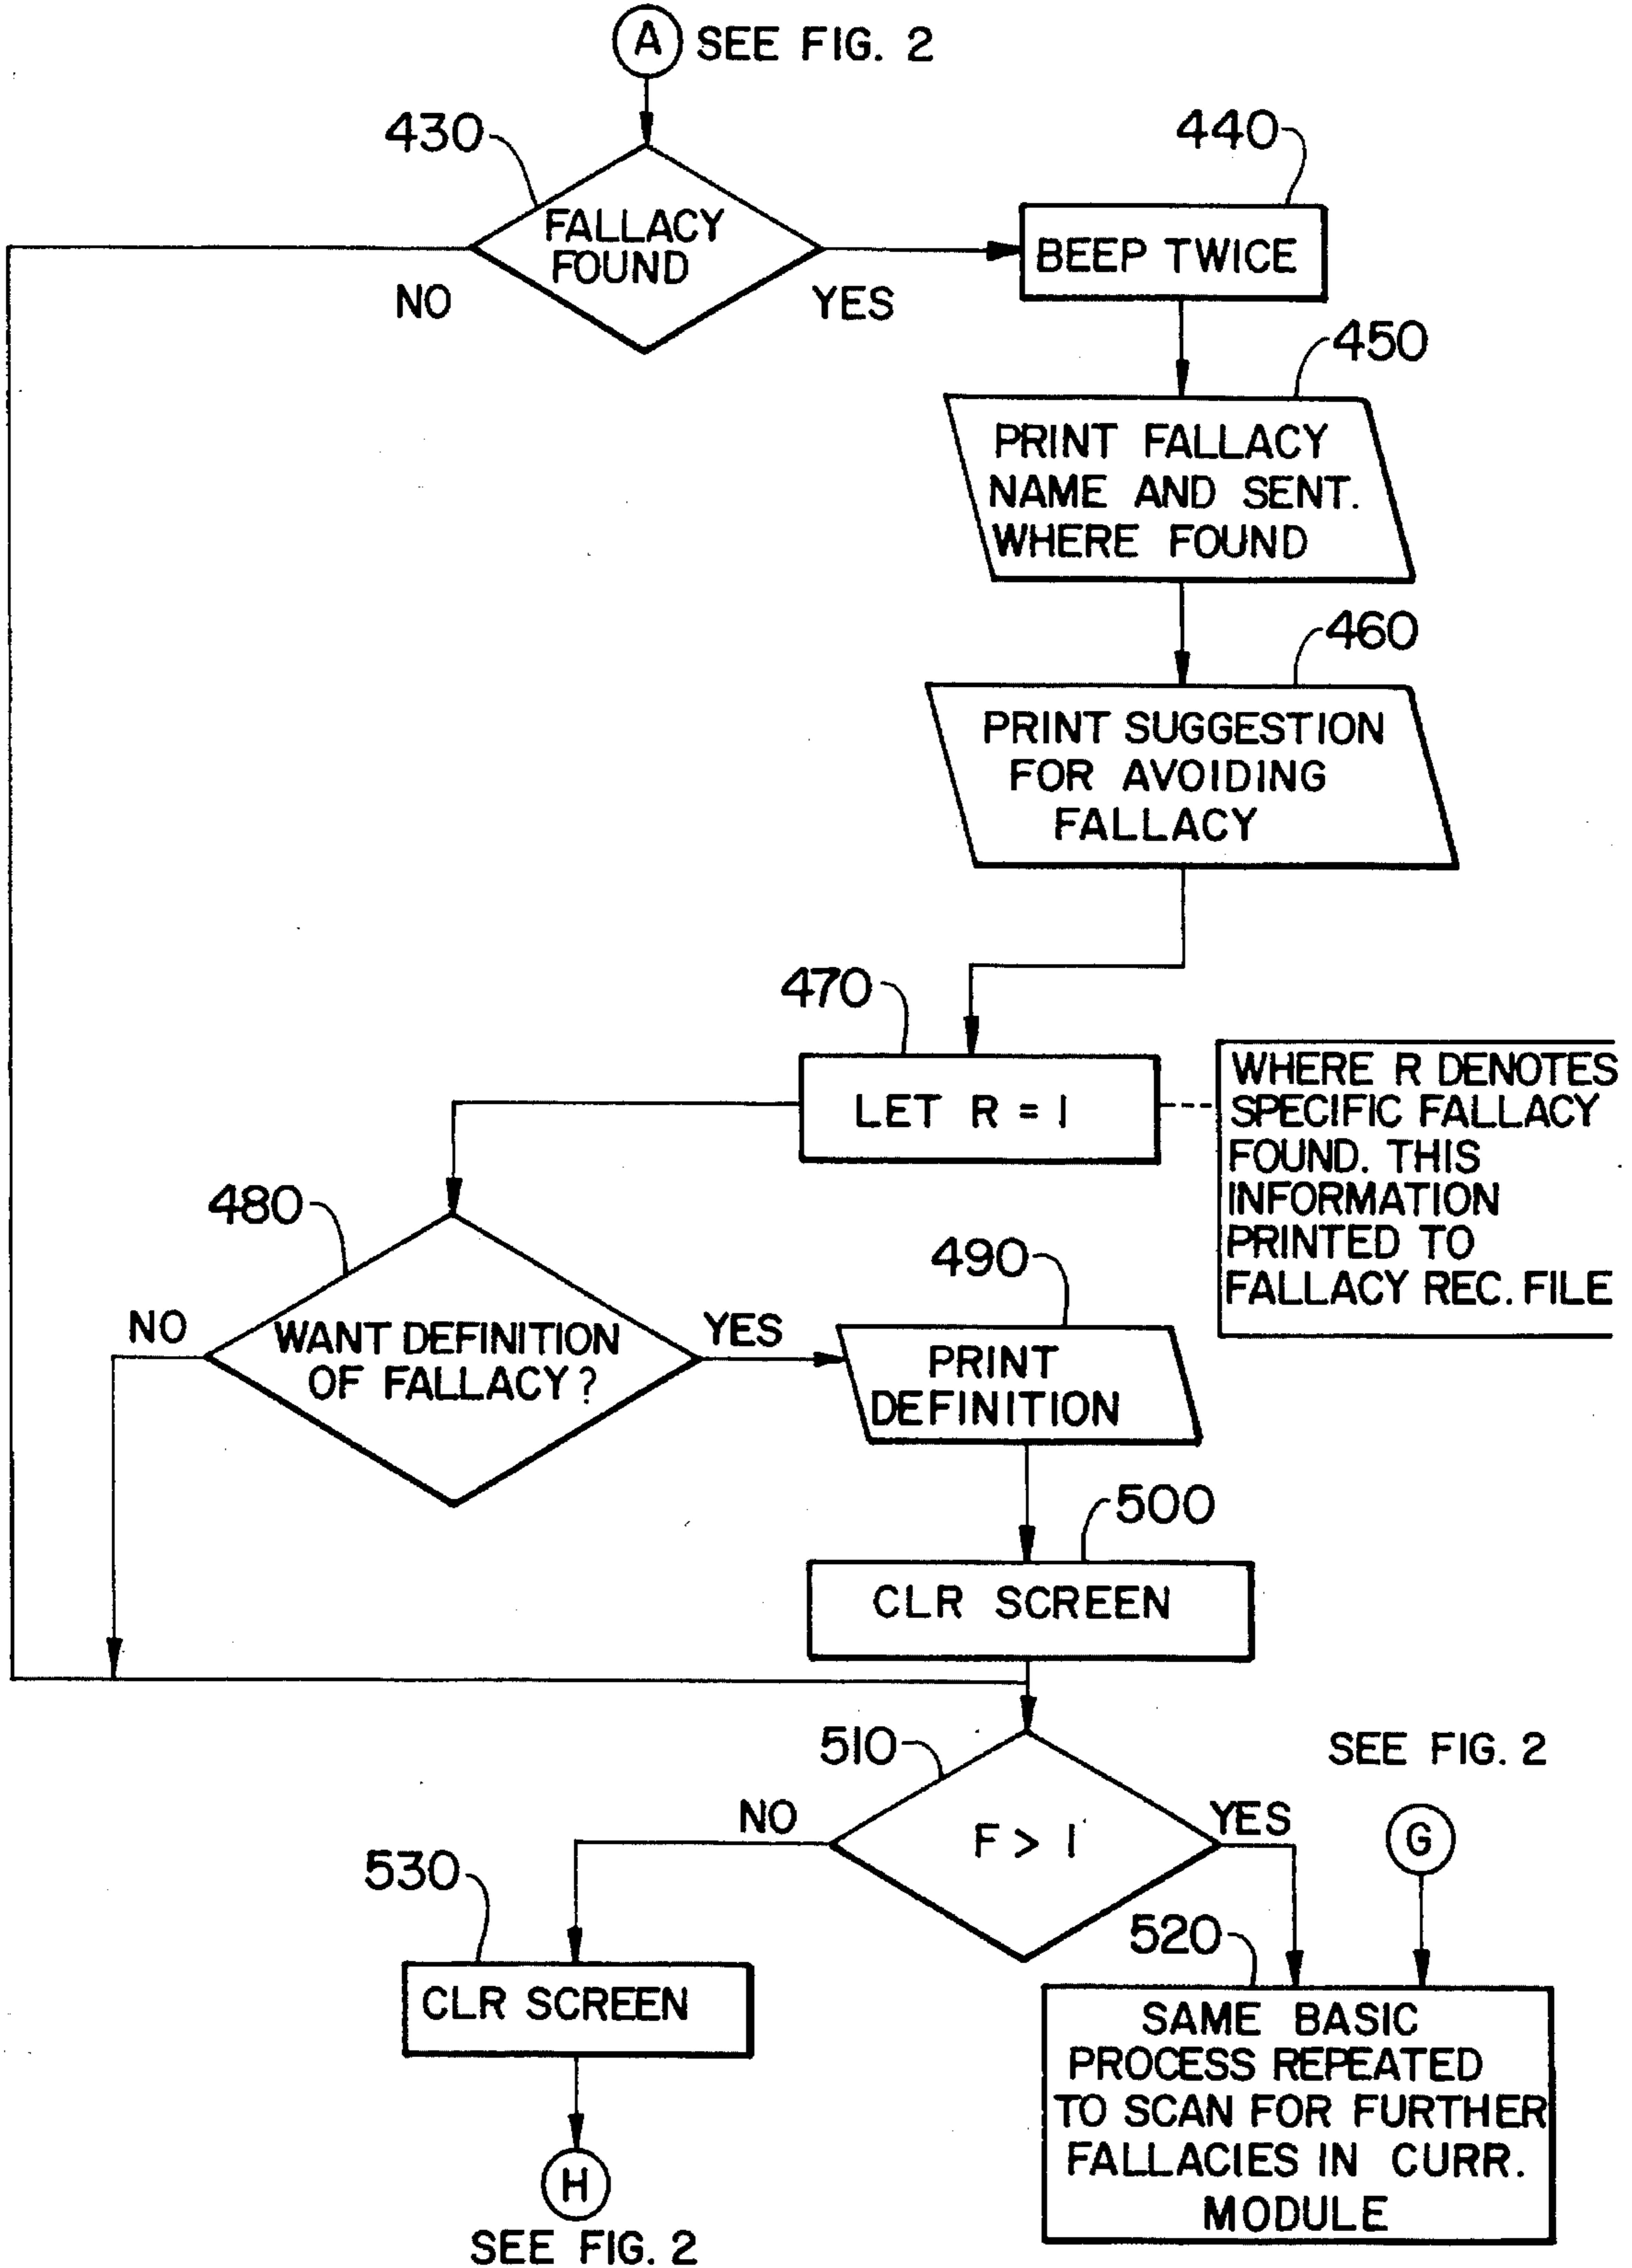 A SEE FIG. 2
430
FALLACY
FOUND
NO
YES
440
BEEP TWICE
450
PRINT FALLACY
NAME AND SENT.
WHERE FOUND
460
PRINT SUGGESTION
FOR AVOIDING
FALLACY
470
LET R = 1
WHERE R DENOTES
SPECIFIC FALLACY
FOUND. THIS
INFORMATION
PRINTED TO
FALLACY REC. FILE
480
WANT DEFINITION
OF FALLACY?
NO
YES
490
PRINT
DEFINITION
500
CLR SCREEN
510
F > 1
NO
YES
SEE FIG. 2
G
520
SAME BASIC
PROCESS REPEATED
TO SCAN FOR FURTHER
FALLACIES IN CURR.
MODULE
530
CLR SCREEN
H
SEE FIG. 2